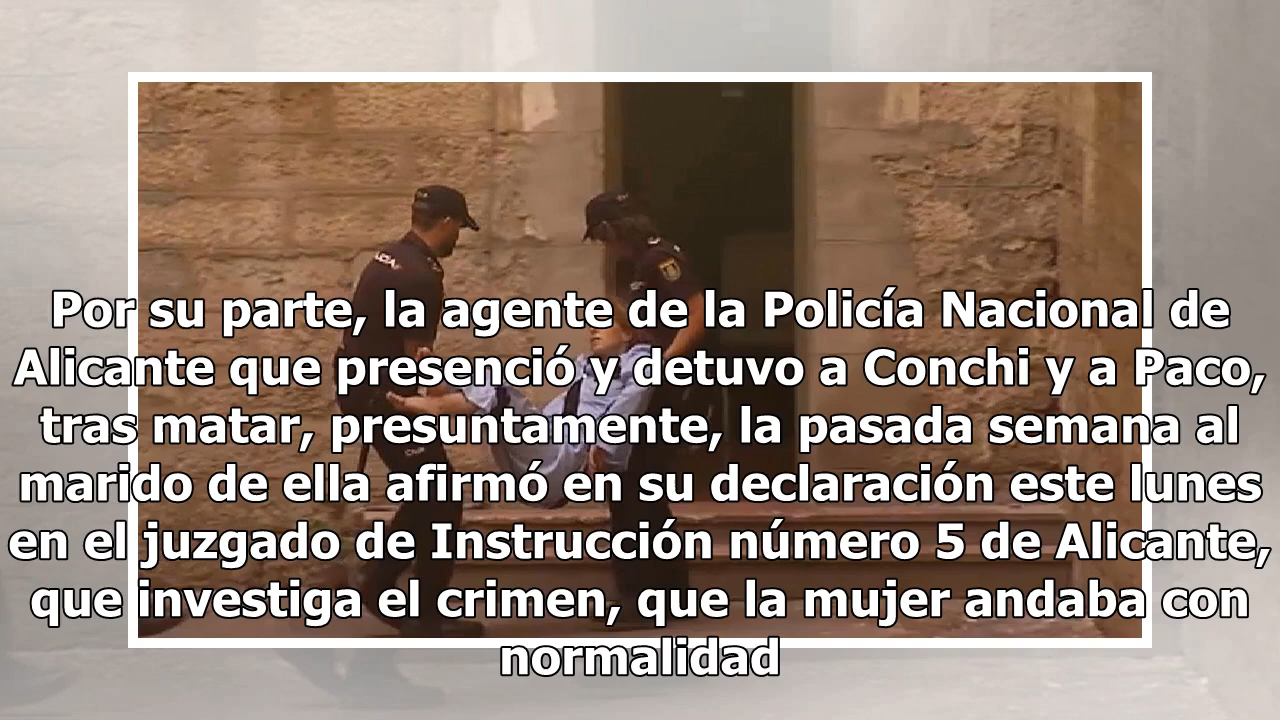 Por su parte, la agente de la Policía Nacional de
Alicante que presenció y detuvo a Conchi y a Paco,
tras matar, presuntamente, la pasada semana al
marido de ella afirmó en su declaración este lunes
en el juzgado de Instrucción número 5 de Alicante,
que investiga el crimen, que la mujer andaba con
normalidad